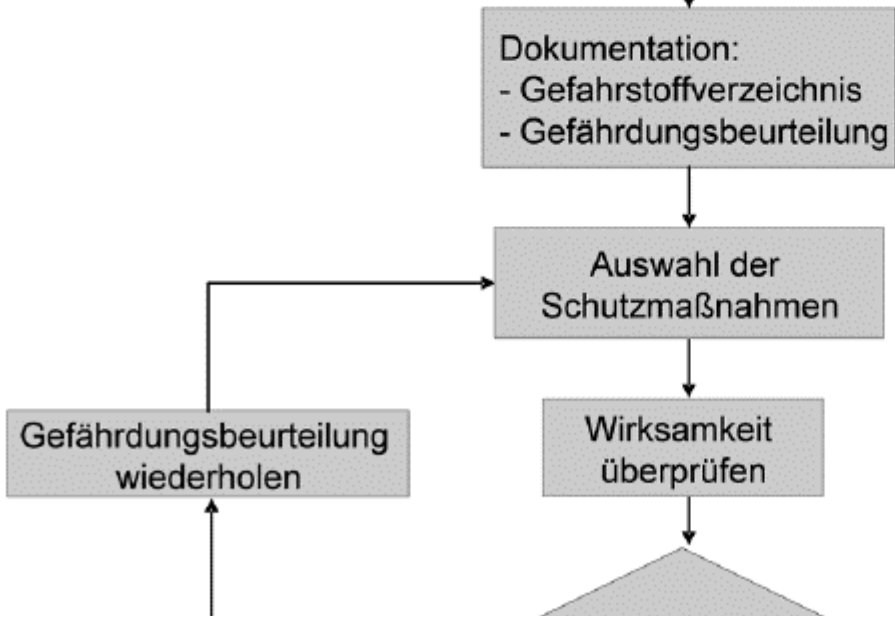 Dokumentation:
- Gefahrstoffverzeichnis
- Gefährdungsbeurteilung
Auswahl der
Schutzmaßnahmen
Gefährdungsbeurteilung
wiederholen
Wirksamkeit
überprüfen